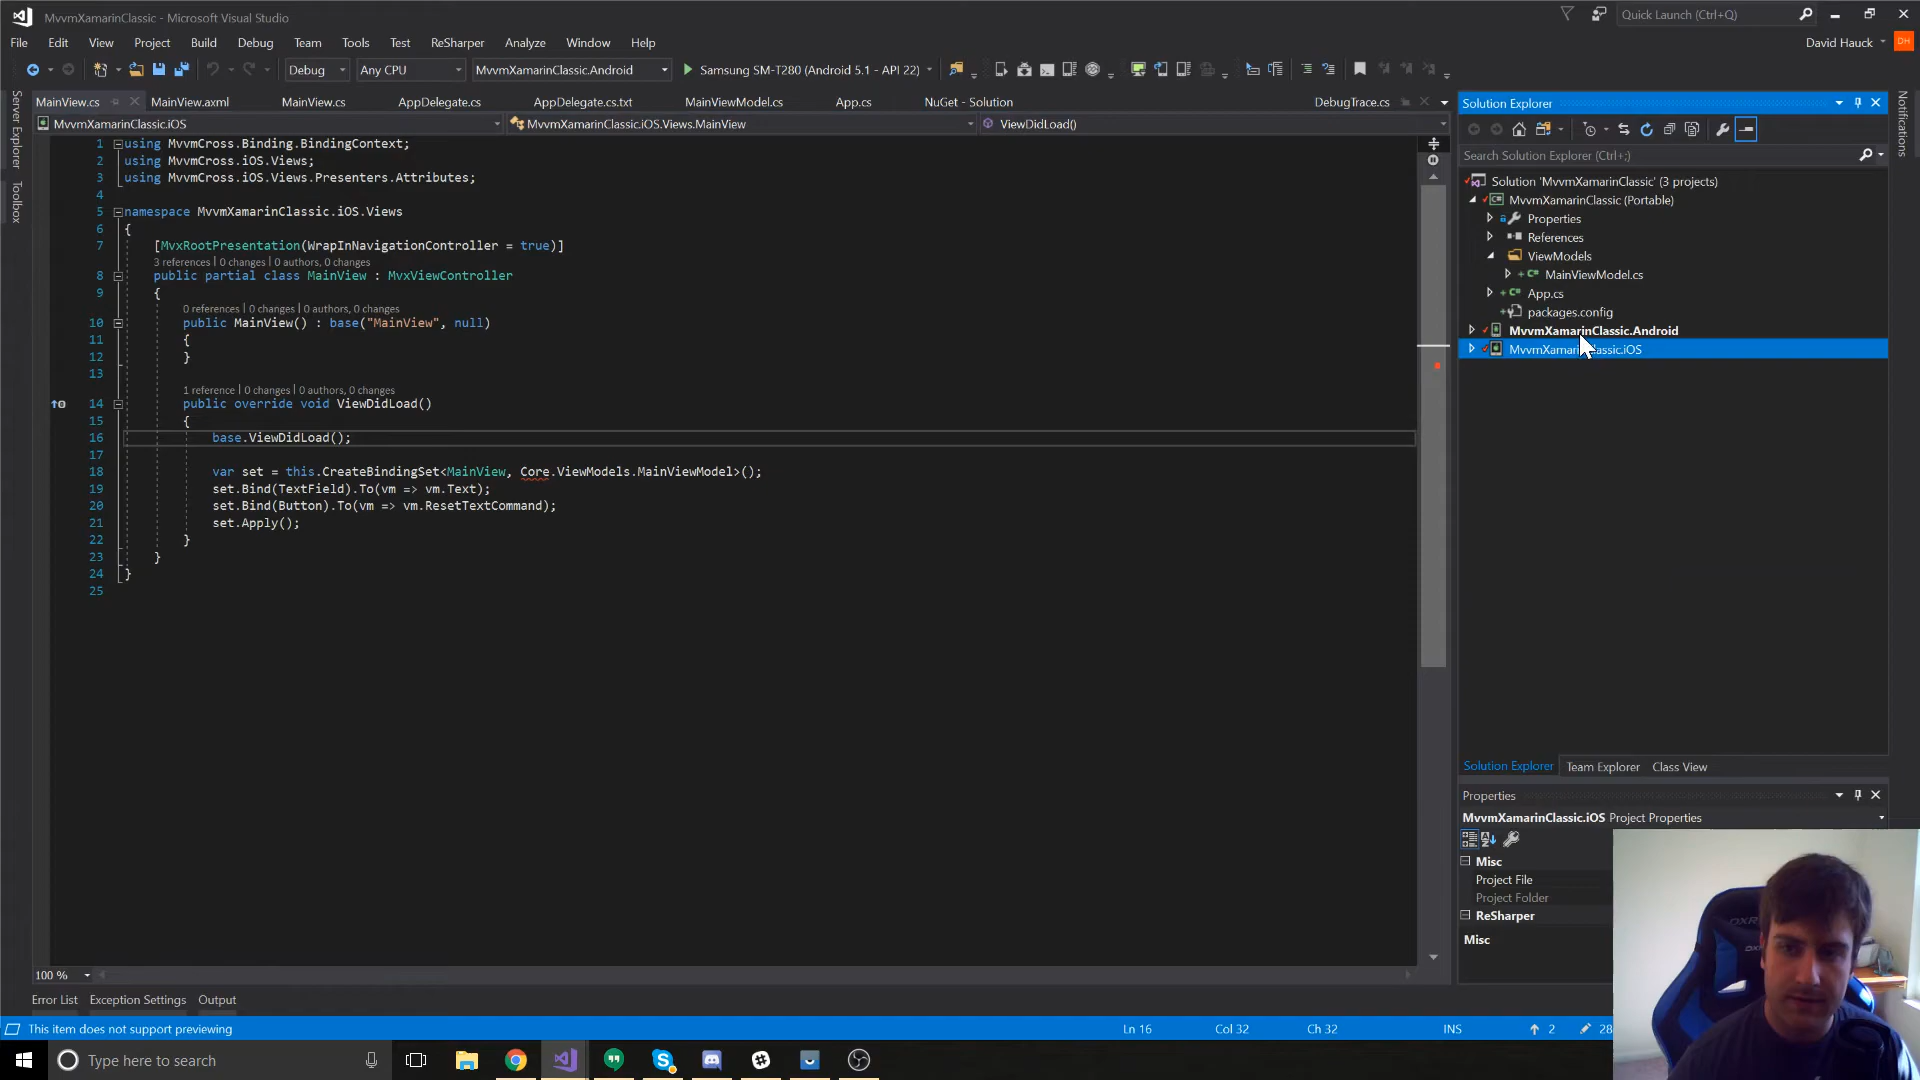 MvvmXamarinClassic - Microsoft Visual Studio
Quick Launch (Ctrl+Q)
File Edit View Project Build Debug Team Tools Test ReSharper Analyze Window Help
David Hauck DH
Debug Any CPU MvvmXamarinClassic.Android Samsung SM-T280 (Android 5.1 - API 22)
Server Explorer
Toolbox
Notifications
MainView.cs MainView.axml MainView.cs AppDelegate.cs AppDelegate.cs.txt MainViewModel.cs App.cs NuGet - Solution DebugTrace.cs
MvvmXamarinClassic.iOS MvvmXamarinClassic.iOS.Views.MainView ViewDidLoad()
1 using MvvmCross.Binding.BindingContext;
2 using MvvmCross.iOS.Views;
3 using MvvmCross.iOS.Views.Presenters.Attributes;
4
5 namespace MvvmXamarinClassic.iOS.Views
6 {
7 [MvxRootPresentation(WrapInNavigationController = true)]
3 references | 0 changes | 0 authors, 0 changes
8 public partial class MainView : MvxViewController
9 {
0 references | 0 changes | 0 authors, 0 changes
10 public MainView() : base("MainView", null)
11 {
12 }
13
1 reference | 0 changes | 0 authors, 0 changes
14 public override void ViewDidLoad()
15 {
16 base.ViewDidLoad();
17
18 var set = this.CreateBindingSet<MainView, Core.ViewModels.MainViewModel>();
19 set.Bind(TextField).To(vm => vm.Text);
20 set.Bind(Button).To(vm => vm.ResetTextCommand);
21 set.Apply();
22 }
23 }
24 }
25
100 %
Solution Explorer
Search Solution Explorer (Ctrl+;)
Solution 'MvvmXamarinClassic' (3 projects)
MvvmXamarinClassic (Portable)
Properties
References
ViewModels
MainViewModel.cs
App.cs
packages.config
MvvmXamarinClassic.Android
MvvmXamarinClassic.iOS
Solution Explorer Team Explorer Class View
Properties
MvvmXamarinClassic.iOS Project Properties
Misc
Project File
Project Folder
ReSharper
Misc
Error List Exception Settings Output
This item does not support previewing Ln 16 Col 32 Ch 32 INS 2 28
Type here to search